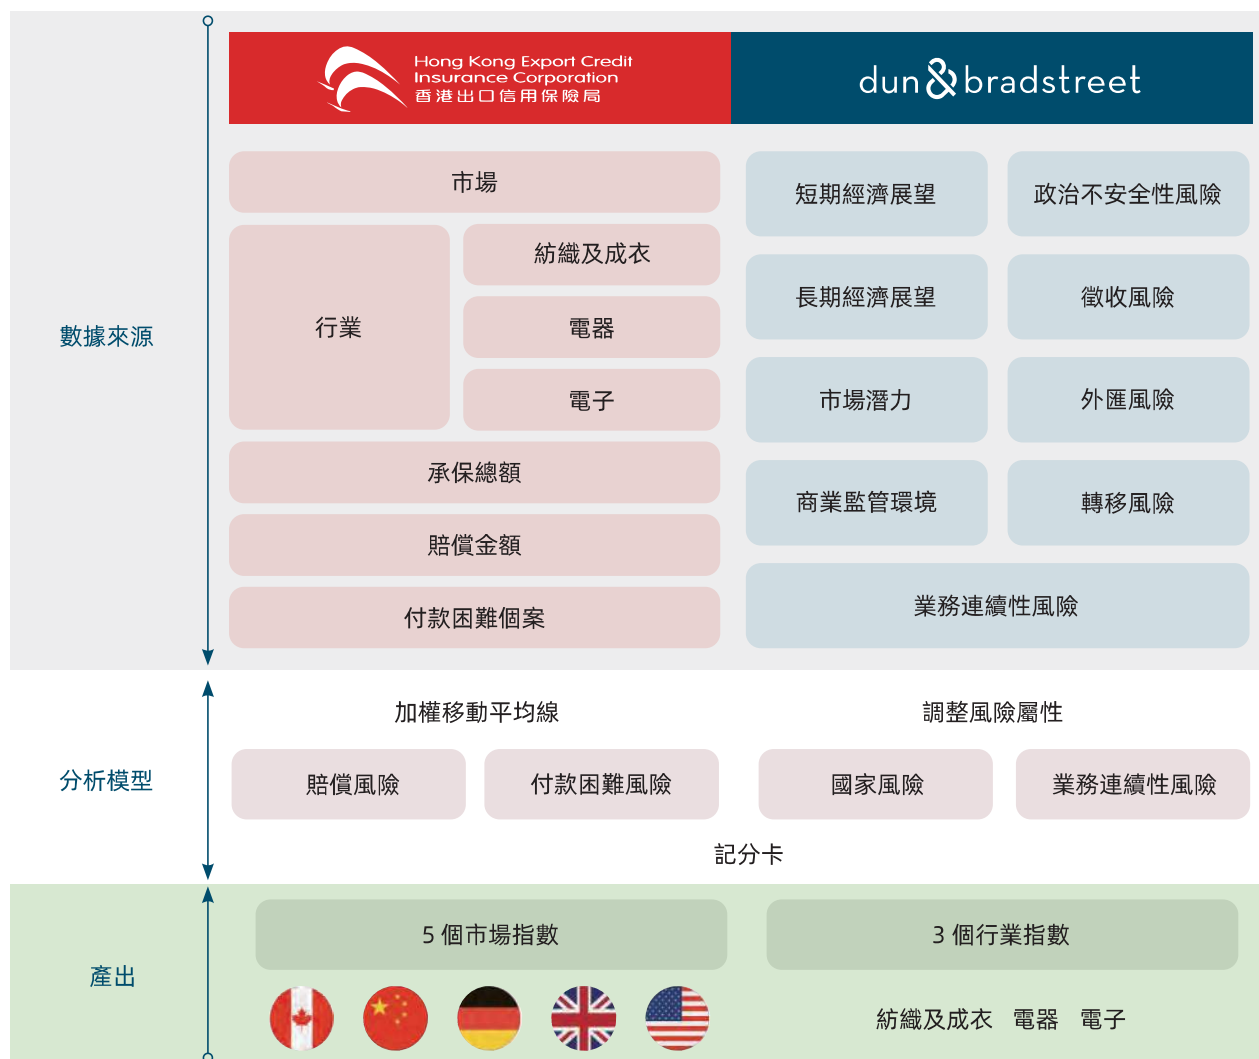 Hong Kong Export Credit
Insurance Corporation
香港出口信用保險局
dun&bradstreet
數據來源
市場
行業
紡織及成衣
電器
電子
承保總額
賠償金額
付款困難個案
短期經濟展望
政治不安全性風險
長期經濟展望
徵收風險
市場潛力
外匯風險
商業監管環境
轉移風險
業務連續性風險
分析模型
加權移動平均線
調整風險屬性
賠償風險
付款困難風險
國家風險
業務連續性風險
記分卡
產出
5 個市場指數
3 個行業指數
紡織及成衣 電器 電子